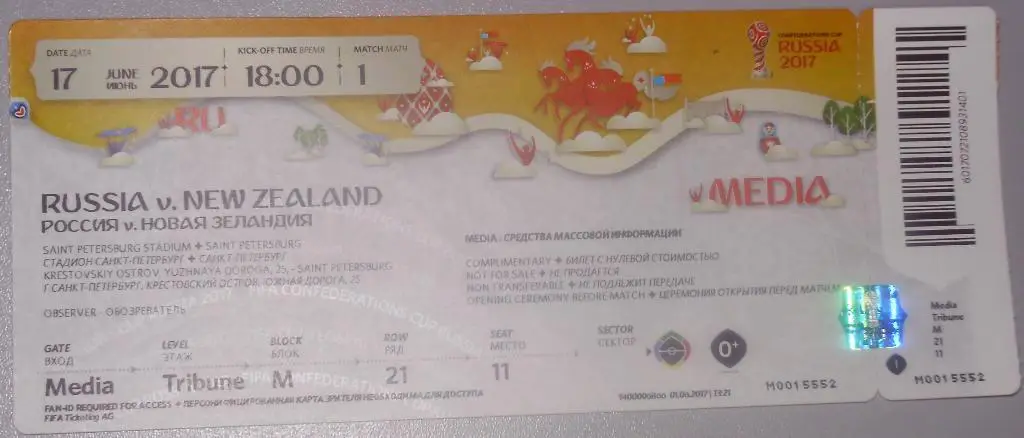 DATE ДАТА
17 JUNE ИЮНЬ 2017
KICK-OFF TIME ВРЕМЯ
18:00
MATCH МАТЧ
1
CONFEDERATIONS CUP
RUSSIA
2017
RU
MEDIA
RUSSIA v. NEW ZEALAND
РОССИЯ v. НОВАЯ ЗЕЛАНДИЯ
SAINT PETERSBURG STADIUM + SAINT PETERSBURG
СТАДИОН САНКТ-ПЕТЕРБУРГ + САНКТ-ПЕТЕРБУРГ
KRESTOVSKIY OSTROV, YUZHNAYA DOROGA, 25, - SAINT PETERSBURG
Г.САНКТ-ПЕТЕРБУРГ, КРЕСТОВСКИЙ ОСТРОВ, ЮЖНАЯ ДОРОГА, 25
OBSERVER - ОБОЗРЕВАТЕЛЬ
MEDIA : СРЕДСТВА МАССОВОЙ ИНФОРМАЦИИ
COMPLIMENTARY + БИЛЕТ С НУЛЕВОЙ СТОИМОСТЬЮ
NOT FOR SALE + НЕ ПРОДАЕТСЯ
NON TRANSFERABLE + НЕ ПОДЛЕЖИТ ПЕРЕДАЧЕ
OPENING CEREMONY BEFORE MATCH + ЦЕРЕМОНИЯ ОТКРЫТИЯ ПЕРЕД МАТЧЕМ
GATE ВХОД
Media
LEVEL ЭТАЖ
Tribune
BLOCK БЛОК
M
ROW РЯД
21
SEAT МЕСТО
11
SECTOR СЕКТОР
0+
FAN-ID REQUIRED FOR ACCESS + ПЕРСОНИФИЦИРОВАННАЯ КАРТА ЗРИТЕЛЯ НЕОБХОДИМА ДЛЯ ДОСТУПА
FIFA Ticketing AG
01.06.2017
M0015552
6017072108931401
Media
Tribune
M
21
11
M0015552